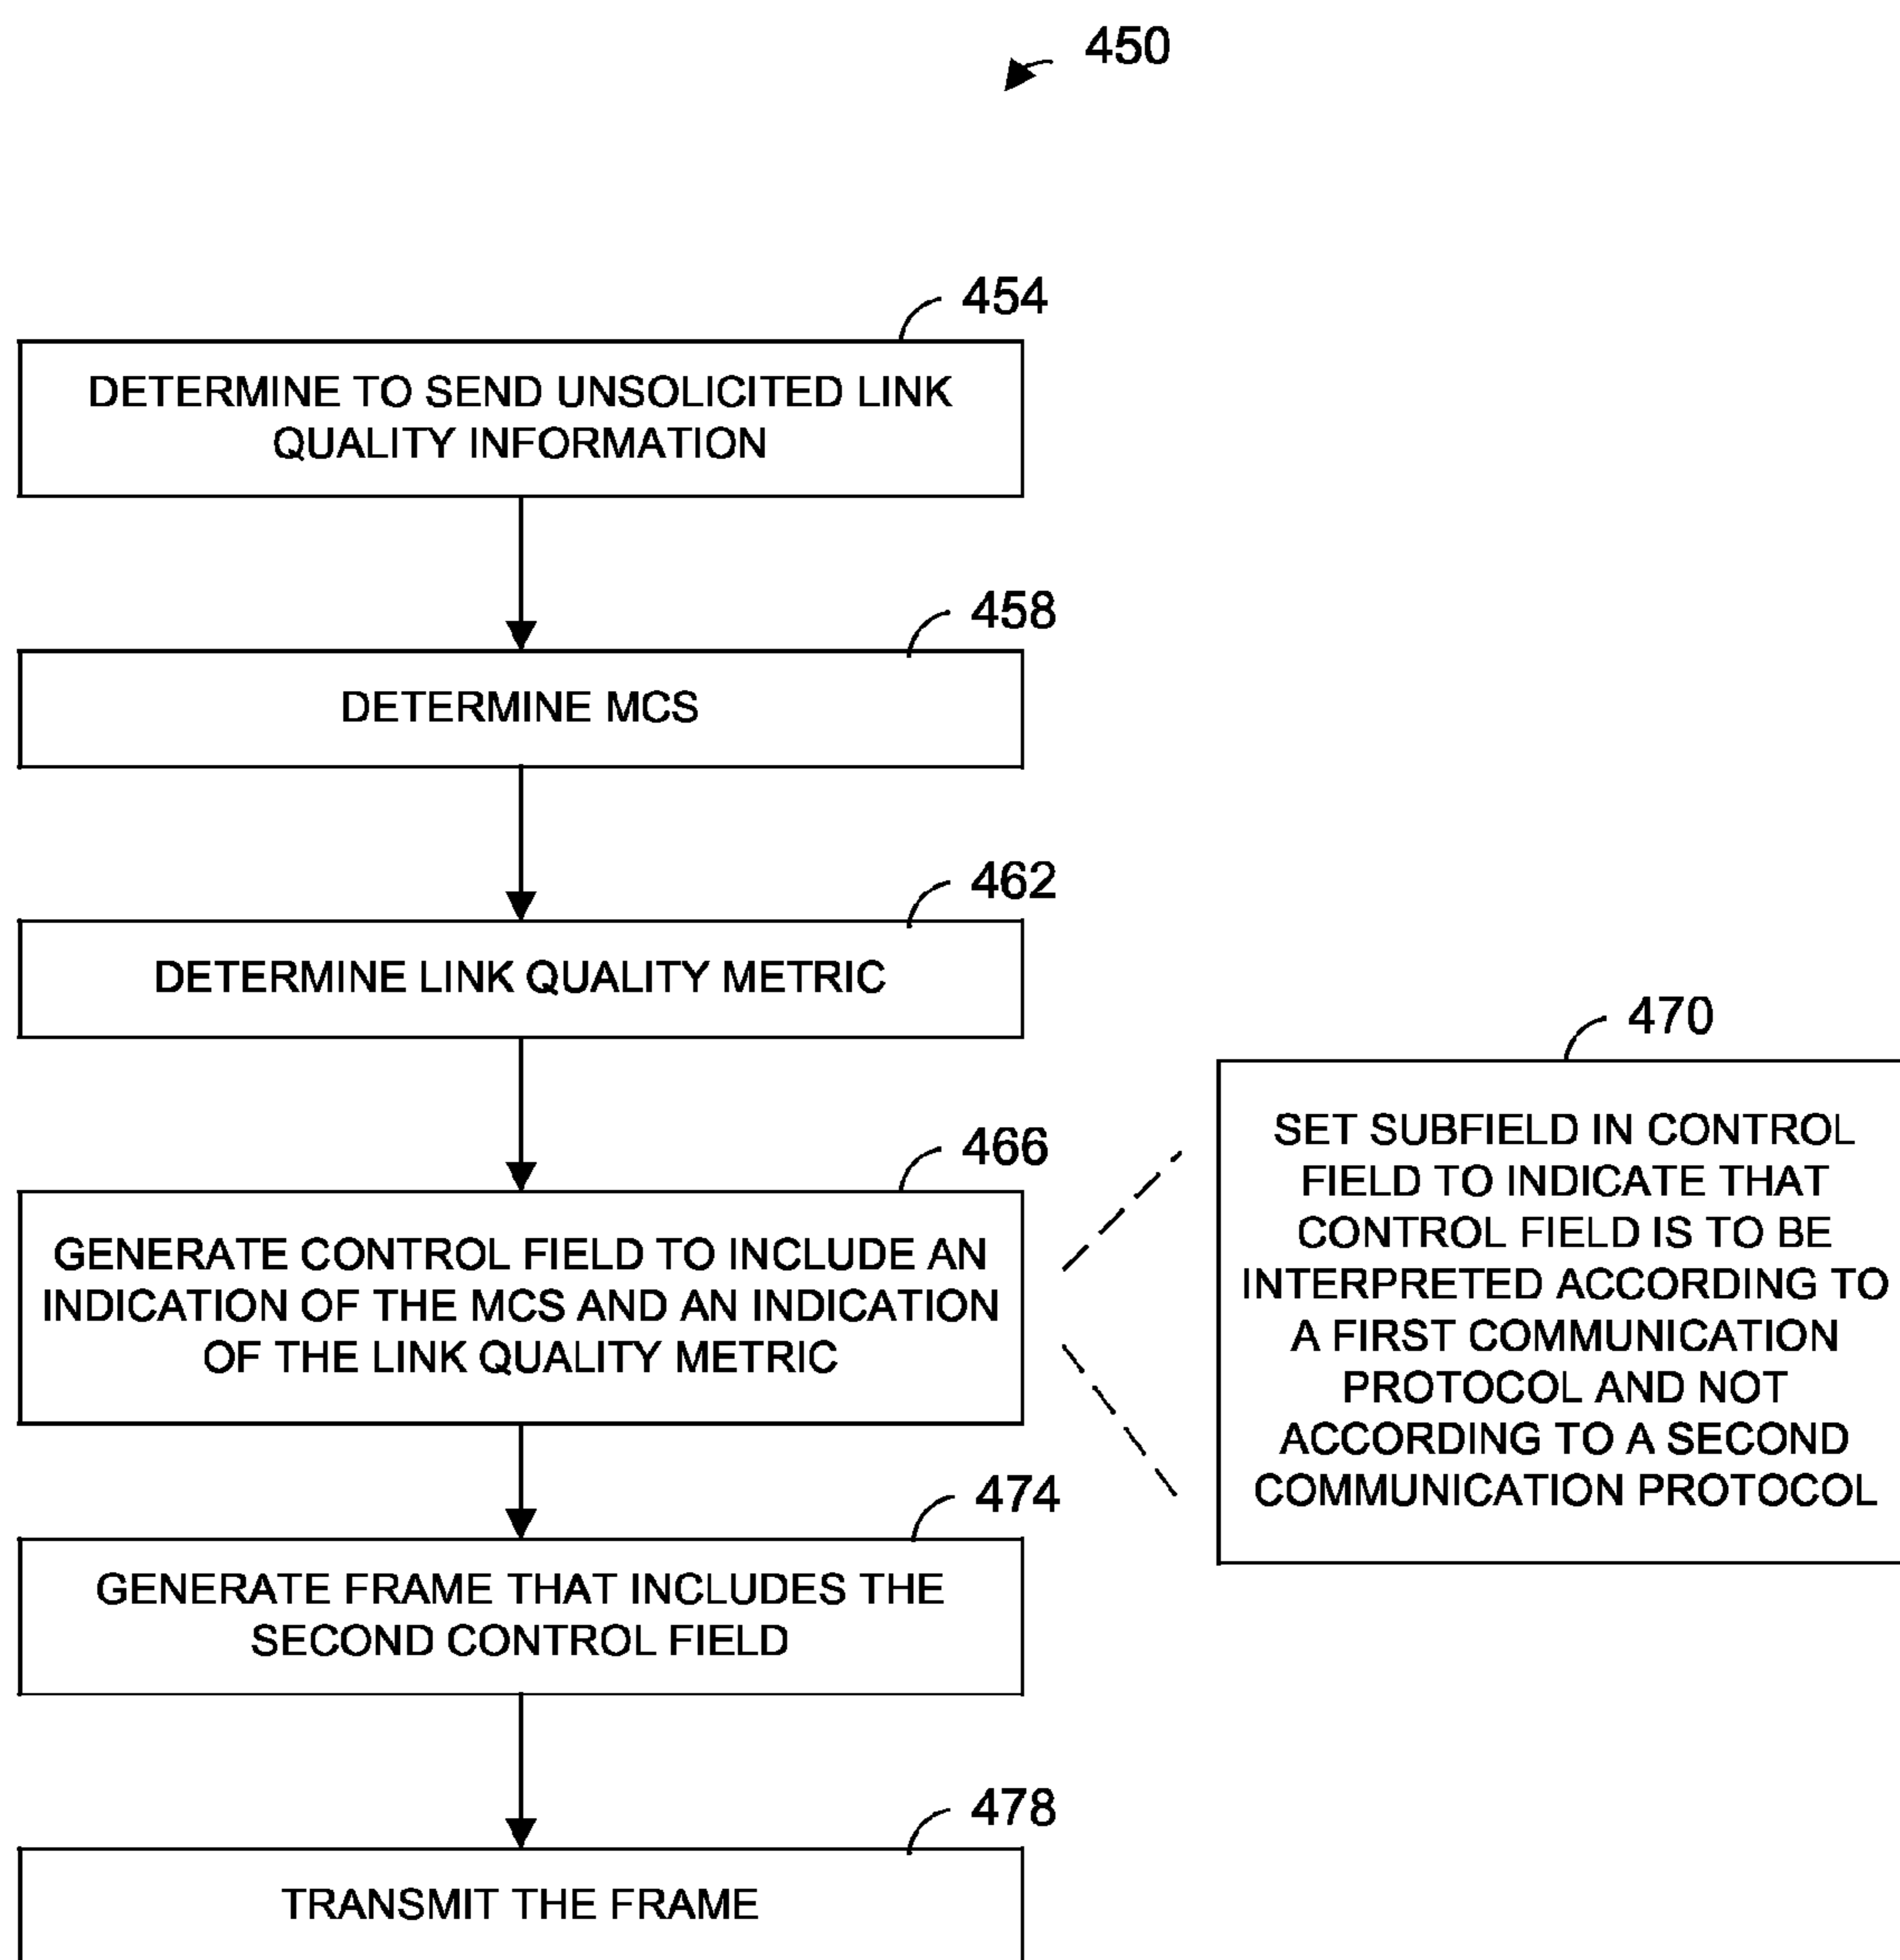 450
454
DETERMINE TO SEND UNSOLICITED LINK
QUALITY INFORMATION
458
DETERMINE MCS
462
DETERMINE LINK QUALITY METRIC
466
GENERATE CONTROL FIELD TO INCLUDE AN
INDICATION OF THE MCS AND AN INDICATION
OF THE LINK QUALITY METRIC
470
SET SUBFIELD IN CONTROL
FIELD TO INDICATE THAT
CONTROL FIELD IS TO BE
INTERPRETED ACCORDING TO
A FIRST COMMUNICATION
PROTOCOL AND NOT
ACCORDING TO A SECOND
COMMUNICATION PROTOCOL
474
GENERATE FRAME THAT INCLUDES THE
SECOND CONTROL FIELD
478
TRANSMIT THE FRAME